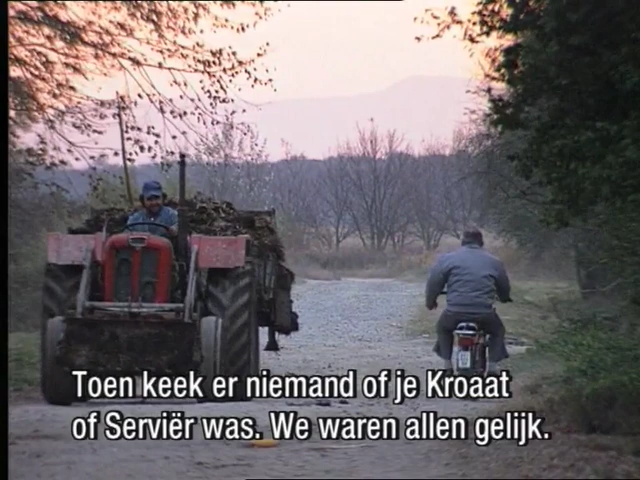 Toen keek er niemand of je Kroaat
of Serviër was. We waren allen gelijk.